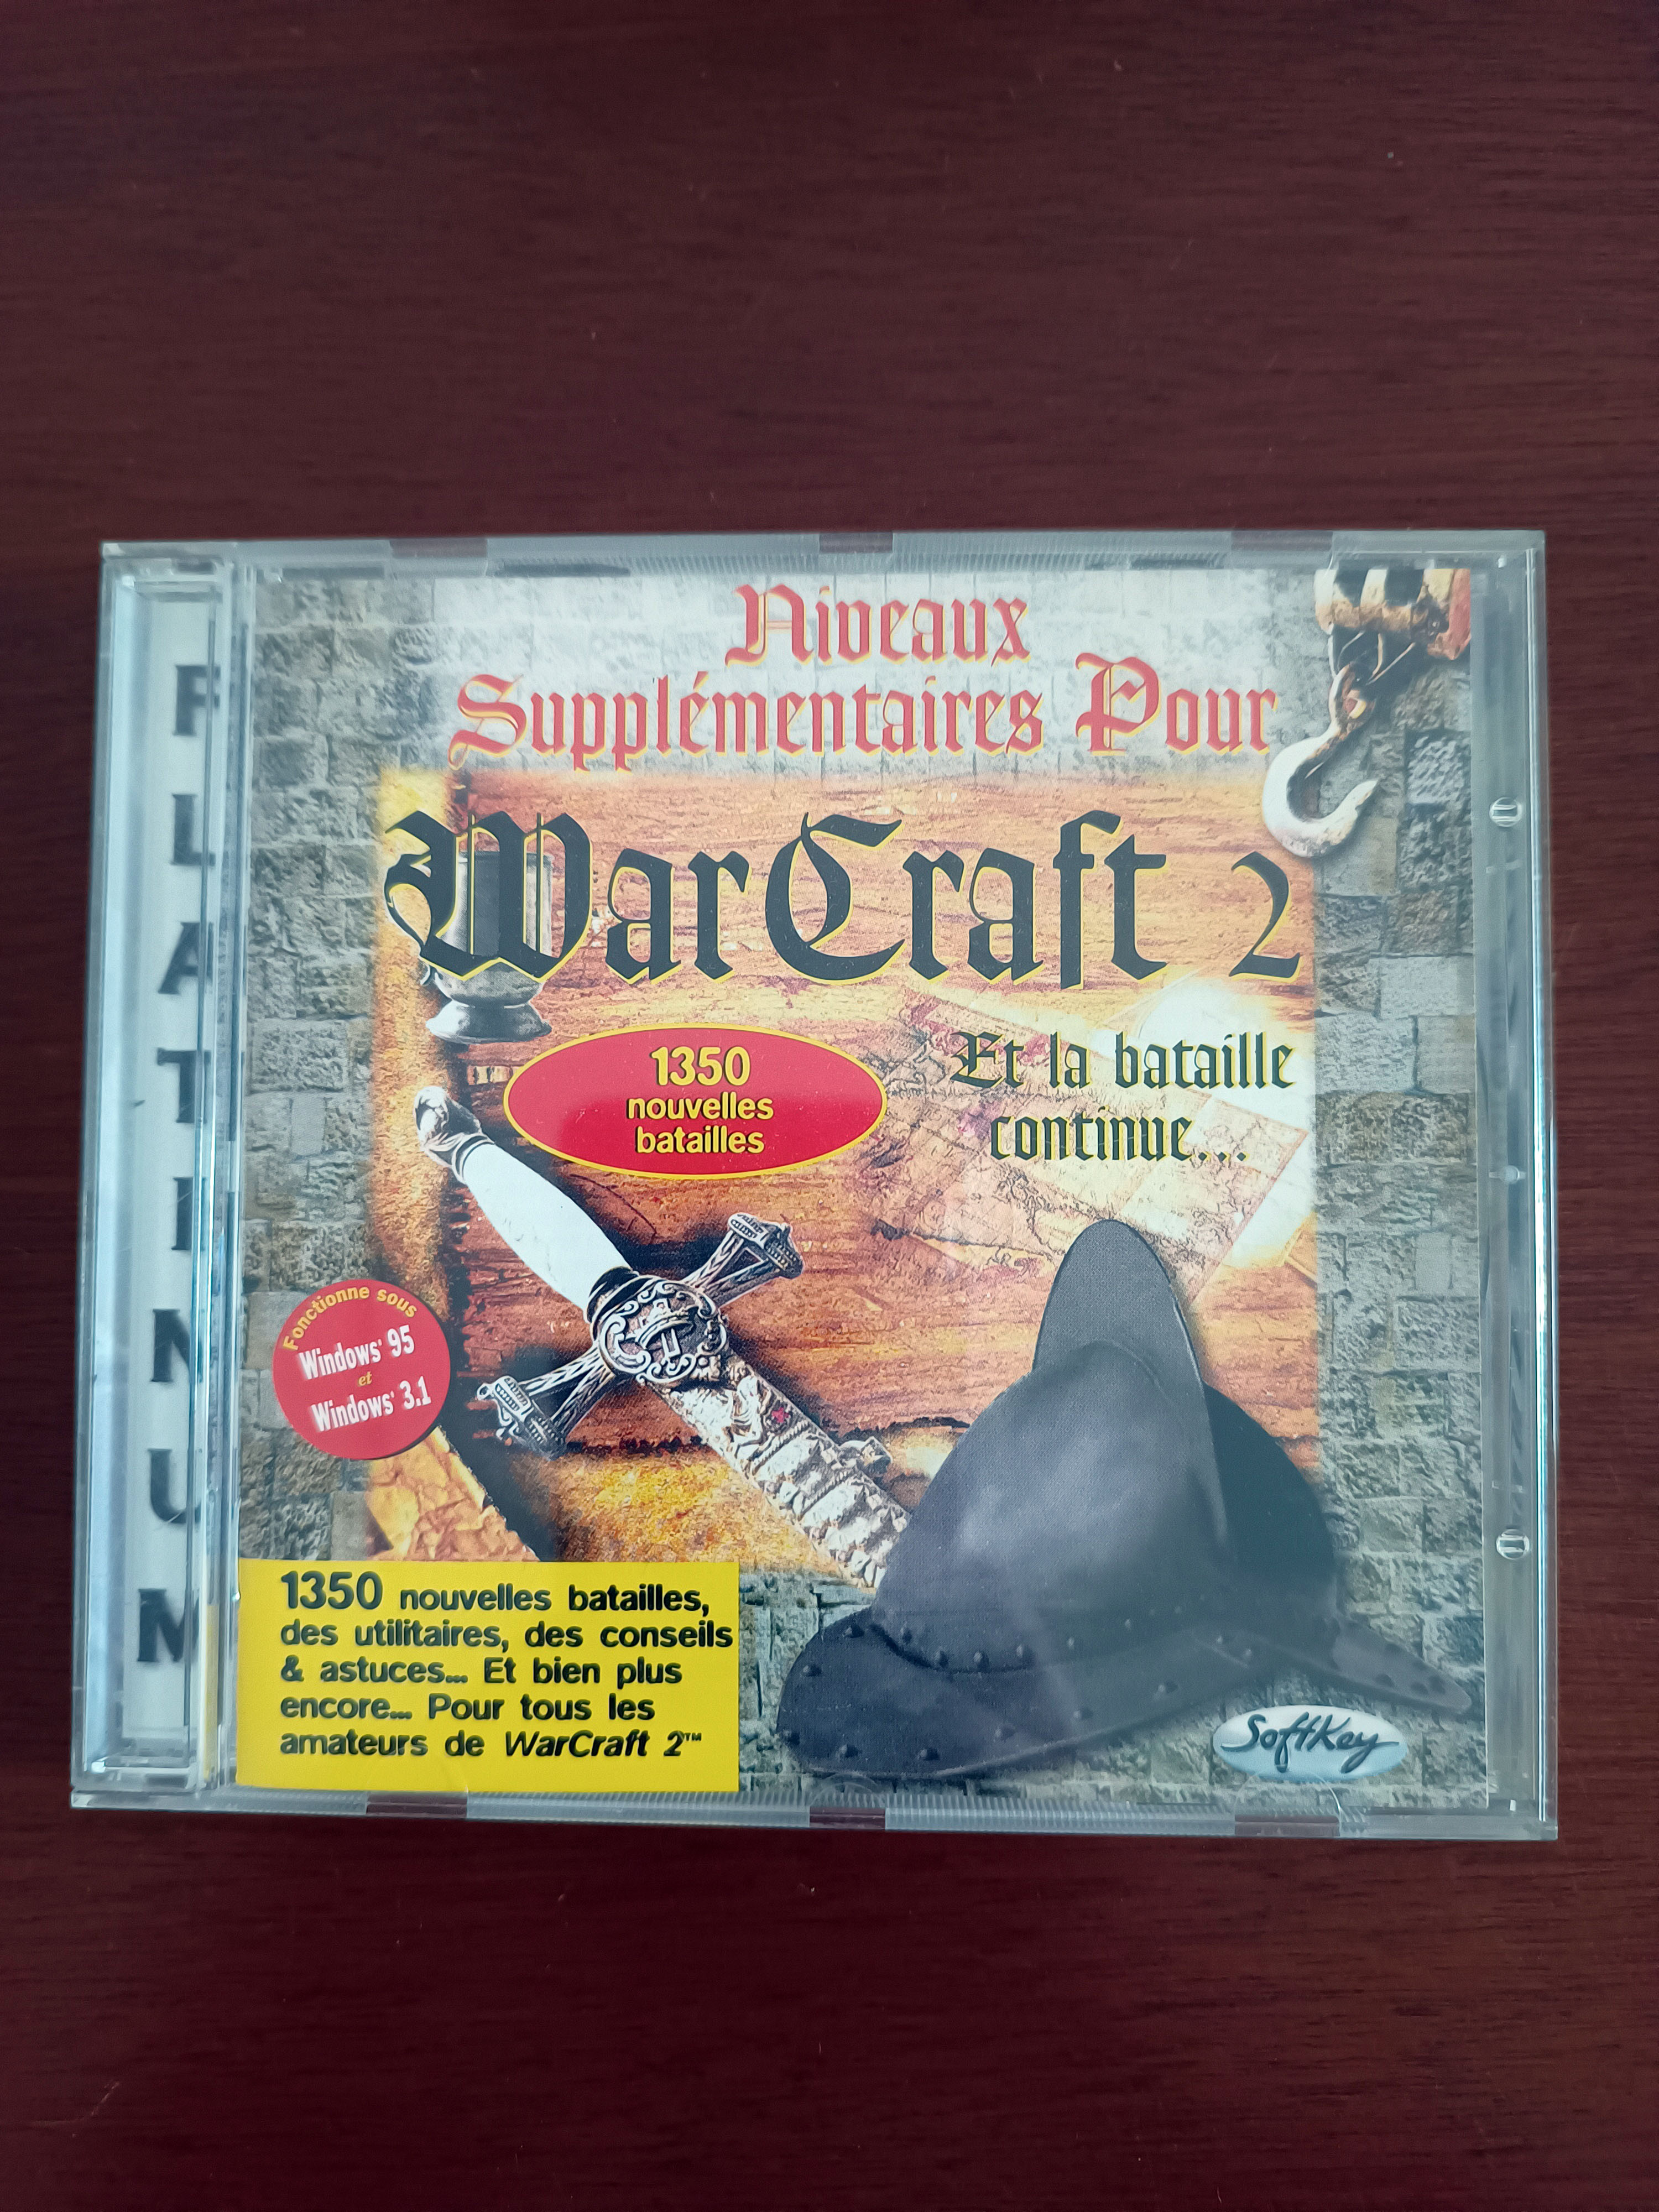 Niveaux
Supplémentaires Pour
WarCraft 2
1350
nouvelles
batailles
Et la bataille
continue...
Fonctionne sous
Windows 95
et
Windows 3.1
1350 nouvelles batailles,
des utilitaires, des conseils
& astuces... Et bien plus
encore... Pour tous les
amateurs de WarCraft 2™
SoftKey
PLATINUM